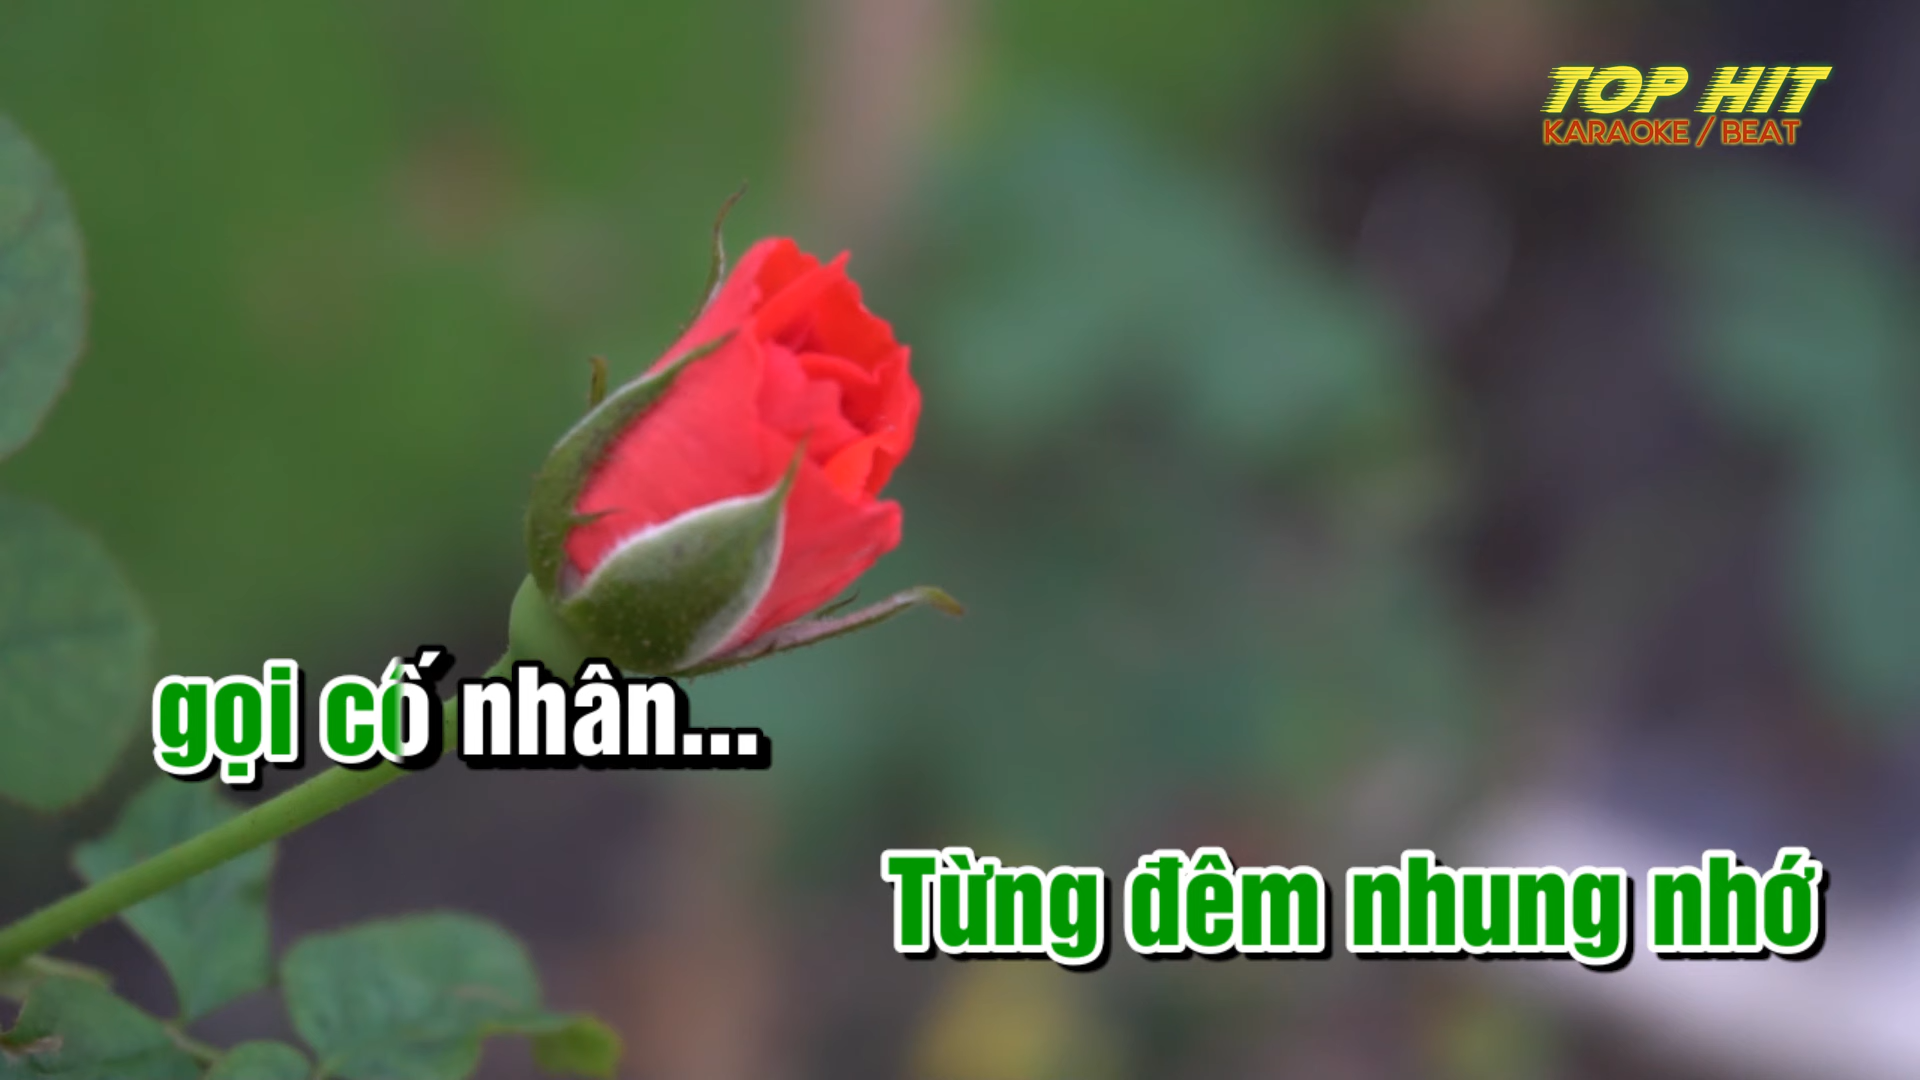 TOP HIT
KARAOKE / BEAT
gọi cố nhân...
Từng đêm nhung nhớ